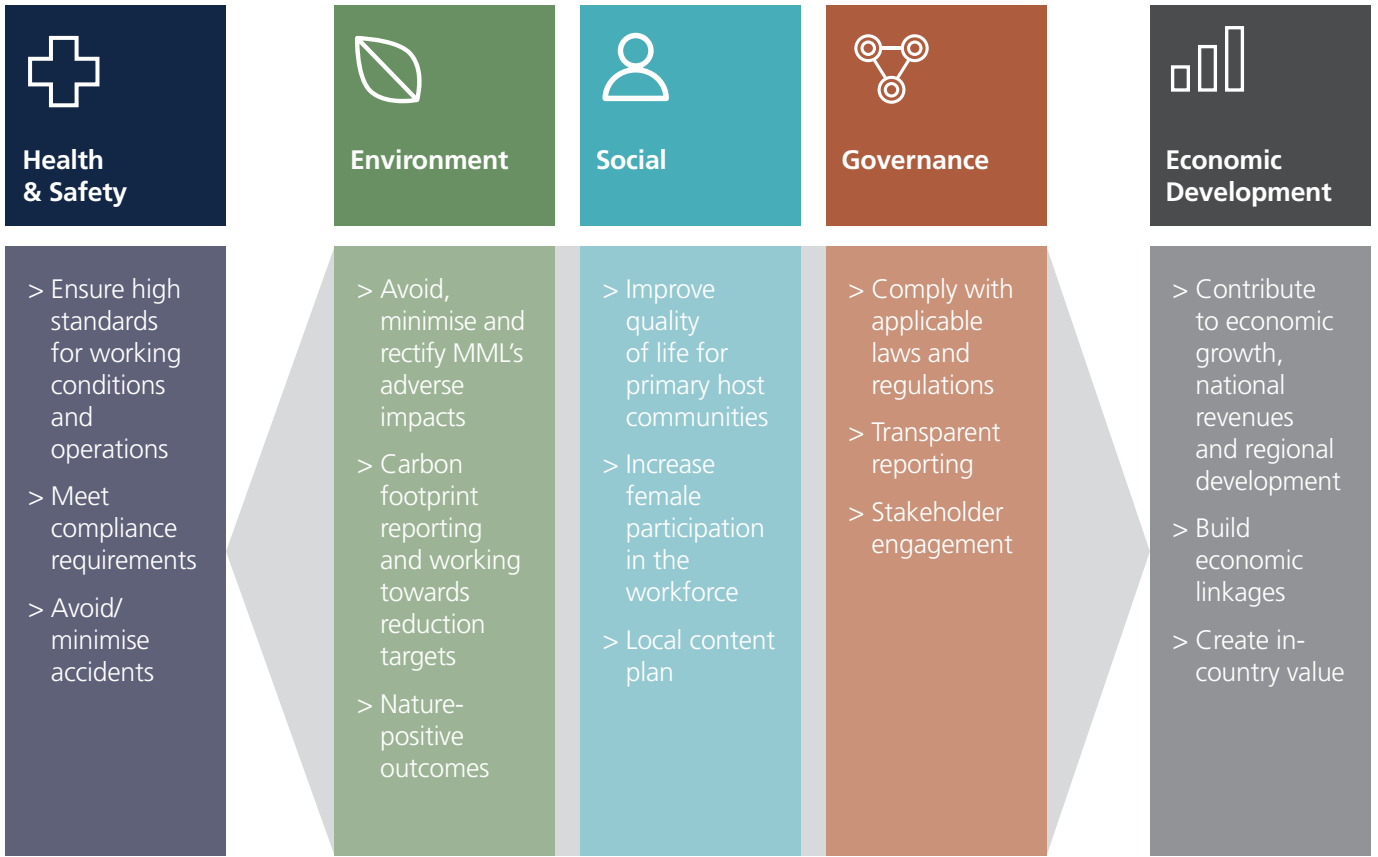 Health
& Safety
> Ensure high
standards
for working
conditions
and
operations
> Meet
compliance
requirements
> Avoid/
minimise
accidents
Environment
> Avoid,
minimise and
rectify MML's
adverse
impacts
> Carbon
footprint
reporting
and working
towards
reduction
targets
> Nature-
positive
outcomes
Social
> Improve
quality
of life for
primary host
communities
> Increase
female
participation
in the
workforce
> Local content
plan
Governance
> Comply with
applicable
laws and
regulations
> Transparent
reporting
> Stakeholder
engagement
Economic
Development
> Contribute
to economic
growth,
national
revenues
and regional
development
> Build
economic
linkages
> Create in-
country value